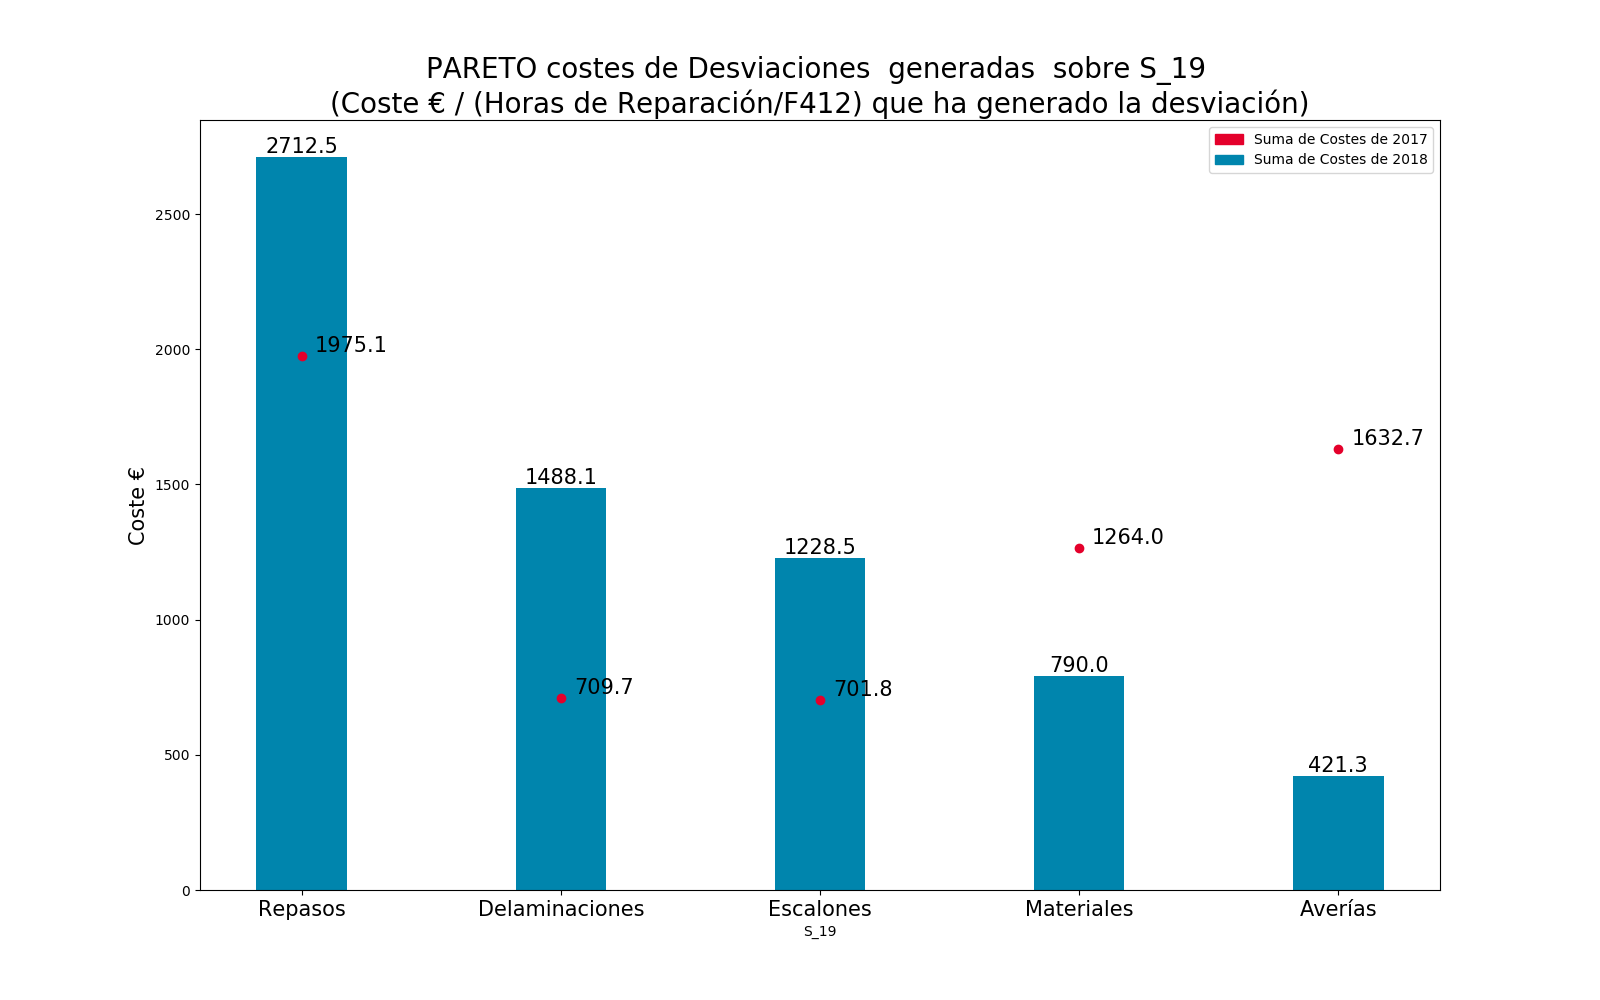 PARETO costes de Desviaciones  generadas  sobre S_19
(Coste € / (Horas de Reparación/F412) que ha generado la desviación)
Suma de Costes de 2017
Suma de Costes de 2018
Coste €
2500
2000
1500
1000
500
0
2712.5
1975.1
1488.1
709.7
1228.5
701.8
1264.0
790.0
1632.7
421.3
Repasos
Delaminaciones
Escalones
Materiales
Averías
S_19